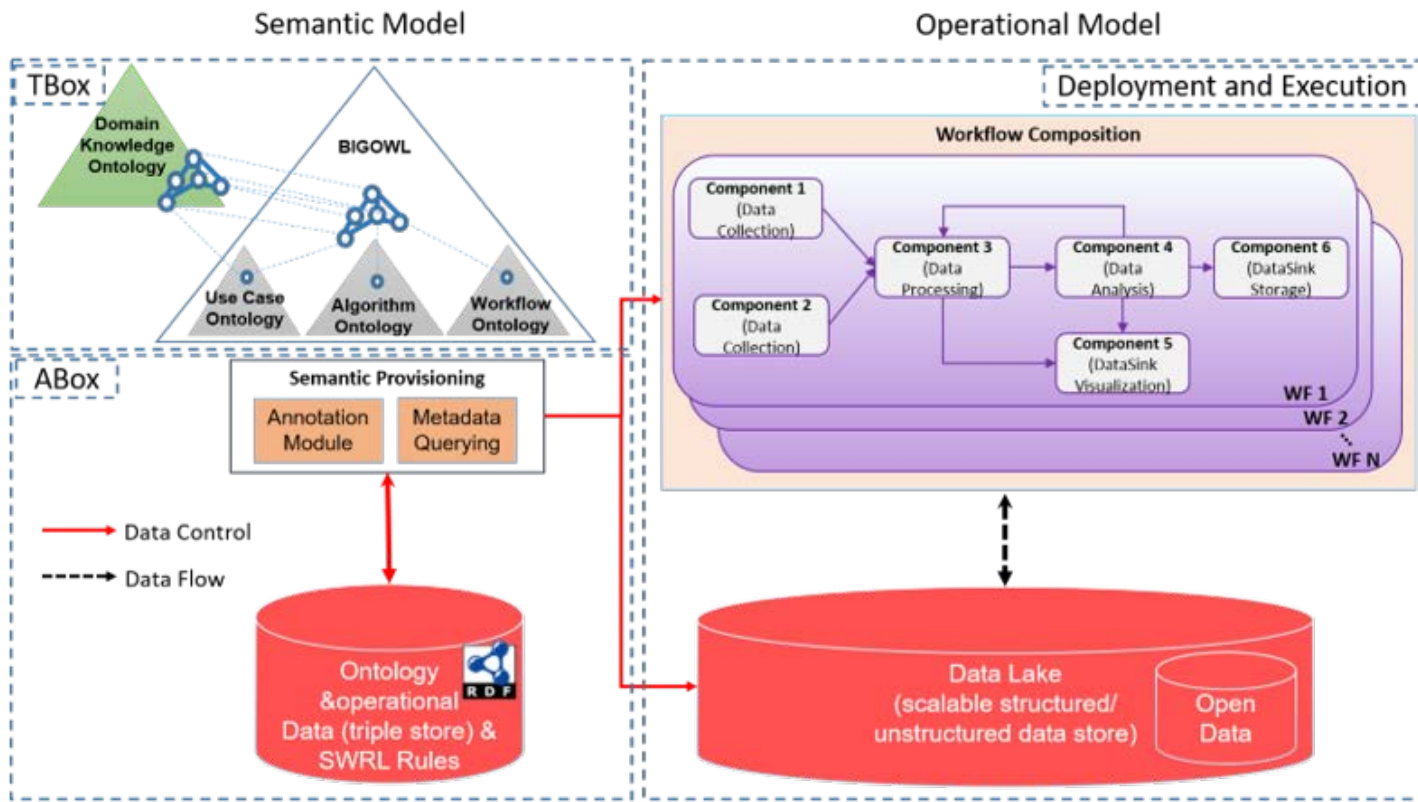 Semantic Model
Operational Model
TBox
Domain
Knowledge
Ontology
BIGOWL
Use Case
Ontology
Algorithm
Ontology
Workflow
Ontology
Deployment and Execution
Workflow Composition
Component 1
(Data
Collection)
Component 2
(Data
Collection)
Component 3
(Data
Processing)
Component 4
(Data
Analysis)
Component 6
(DataSink
Storage)
Component 5
(DataSink
Visualization)
WF 1
WF 2
WF N
ABox
Semantic Provisioning
Annotation
Module
Metadata
Querying
Data Control
Data Flow
Ontology
&operational
Data (triple store) &
SWRL Rules
RDF
Data Lake
(scalable structured/
unstructured data store)
Open
Data